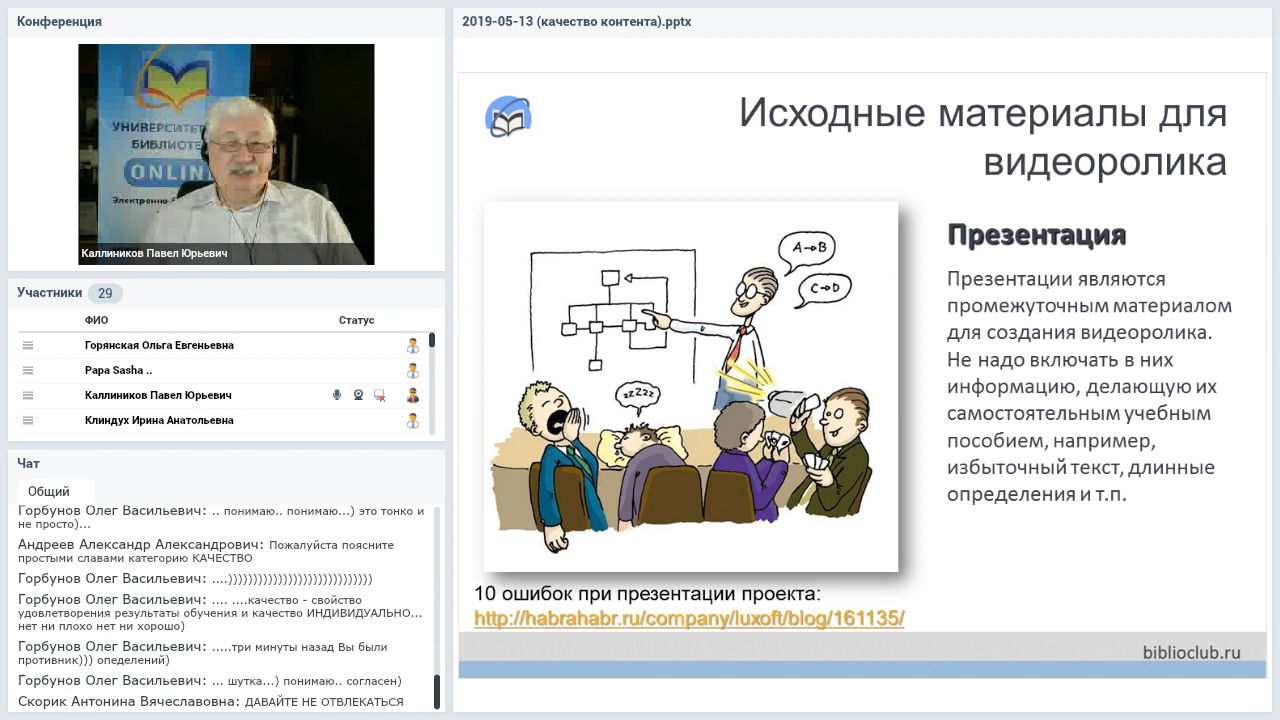 Конференция
УНИВЕРСИТЕТ
БИБЛИОТЕ
ONLIN
Каллиников Павел Юрьевич
Участники 29
ФИО Статус
Горянская Ольга Евгеньевна
Papa Sasha ..
Каллиников Павел Юрьевич
Клиндух Ирина Анатольевна
Чат
Общий
Горбунов Олег Васильевич: .. понимаю.. понимаю...) это тонко и
не просто)...
Андреев Александр Александрович: Пожалуйста поясните
простыми славами категорию КАЧЕСТВО
Горбунов Олег Васильевич: ....)))))))))))))))))))))))))))))
Горбунов Олег Васильевич: .... ....качество - свойство
удовлетворения результаты обучения и качество ИНДИВИДУАЛЬНО...
нет ни плохо нет ни хорошо)
Горбунов Олег Васильевич: .....три минуты назад Вы были
противник))) опеделений)
Горбунов Олег Васильевич: ... шутка...) понимаю.. согласен)
Скорик Антонина Вячеславовна: ДАВАЙТЕ НЕ ОТВЛЕКАТЬСЯ
2019-05-13 (качество контента).pptx
Исходные материалы для
видеоролика
A→B
C→D
zZZZZ
Презентация
Презентации являются
промежуточным материалом
для создания видеоролика.
Не надо включать в них
информацию, делающую их
самостоятельным учебным
пособием, например,
избыточный текст, длинные
определения и т.п.
10 ошибок при презентации проекта:
http://habrahabr.ru/company/luxoft/blog/161135/
biblioclub.ru